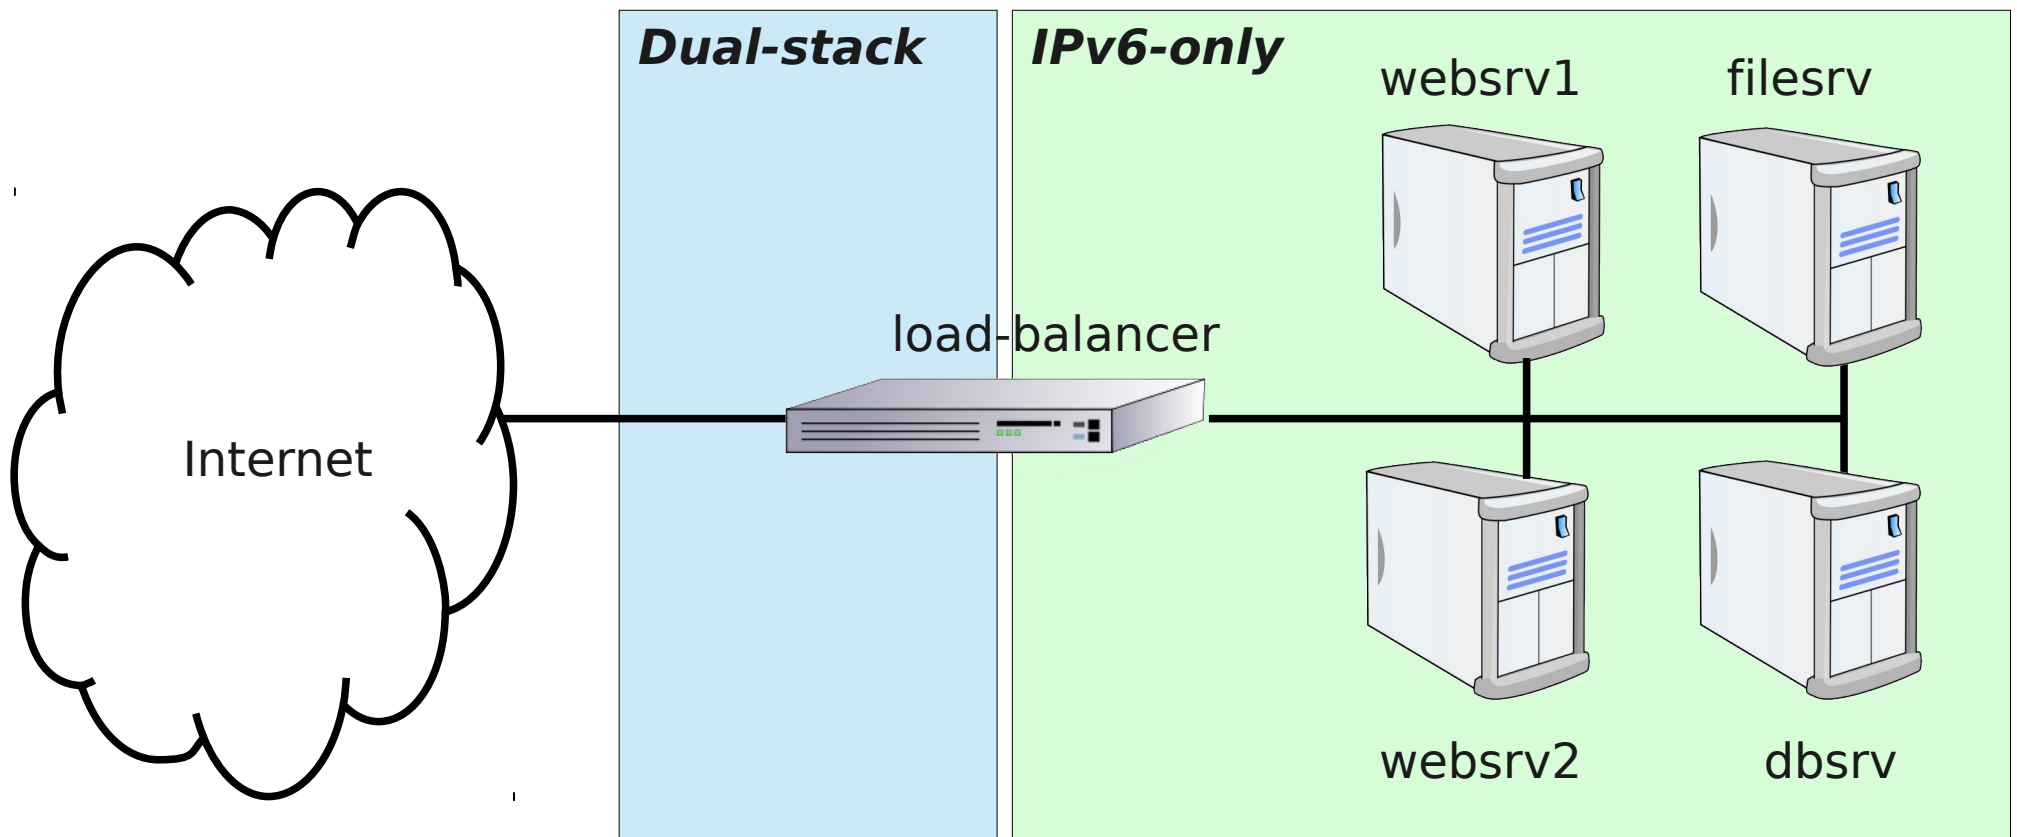 Dual-stack
IPv6-only
websrv1
filesrv
load-balancer
Internet
websrv2
dbsrv